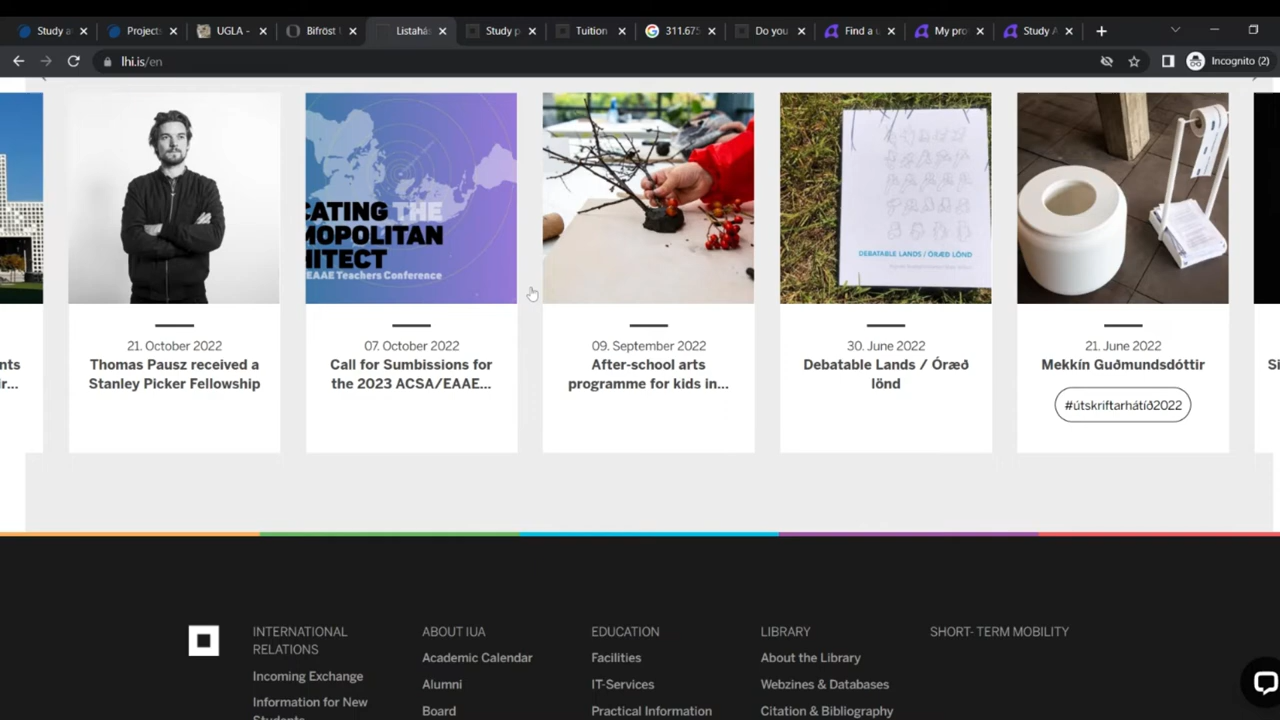 Study a
Projects
UGLA -
Bifröst
Listahás
Study p
Tuition
311.675
Do you
Find a u
My pro
Study A
lhi.is/en
Incognito (2)
CATING THE
MOPOLITAN
HITECT
EAAE Teachers Conference
DEBATABLE LANDS / ÓRÆÐ LÖND
nts
r...
21. October 2022
Thomas Pausz received a
Stanley Picker Fellowship
07. October 2022
Call for Sumbissions for
the 2023 ACSA/EAAE...
09. September 2022
After-school arts
programme for kids in...
30. June 2022
Debatable Lands / Óræð
lönd
21. June 2022
Mekkín Guðmundsdóttir
#útskriftarhátíð2022
INTERNATIONAL
RELATIONS
Incoming Exchange
Information for New
Students
ABOUT IUA
Academic Calendar
Alumni
Board
EDUCATION
Facilities
IT-Services
Practical Information
LIBRARY
About the Library
Webzines & Databases
Citation & Bibliography
SHORT- TERM MOBILITY